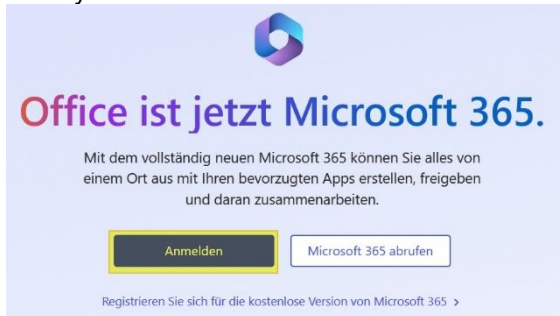 Office ist jetzt Microsoft 365.
Mit dem vollständig neuen Microsoft 365 können Sie alles von
einem Ort aus mit Ihren bevorzugten Apps erstellen, freigeben
und daran zusammenarbeiten.
Anmelden
Microsoft 365 abrufen
Registrieren Sie sich für die kostenlose Version von Microsoft 365 >